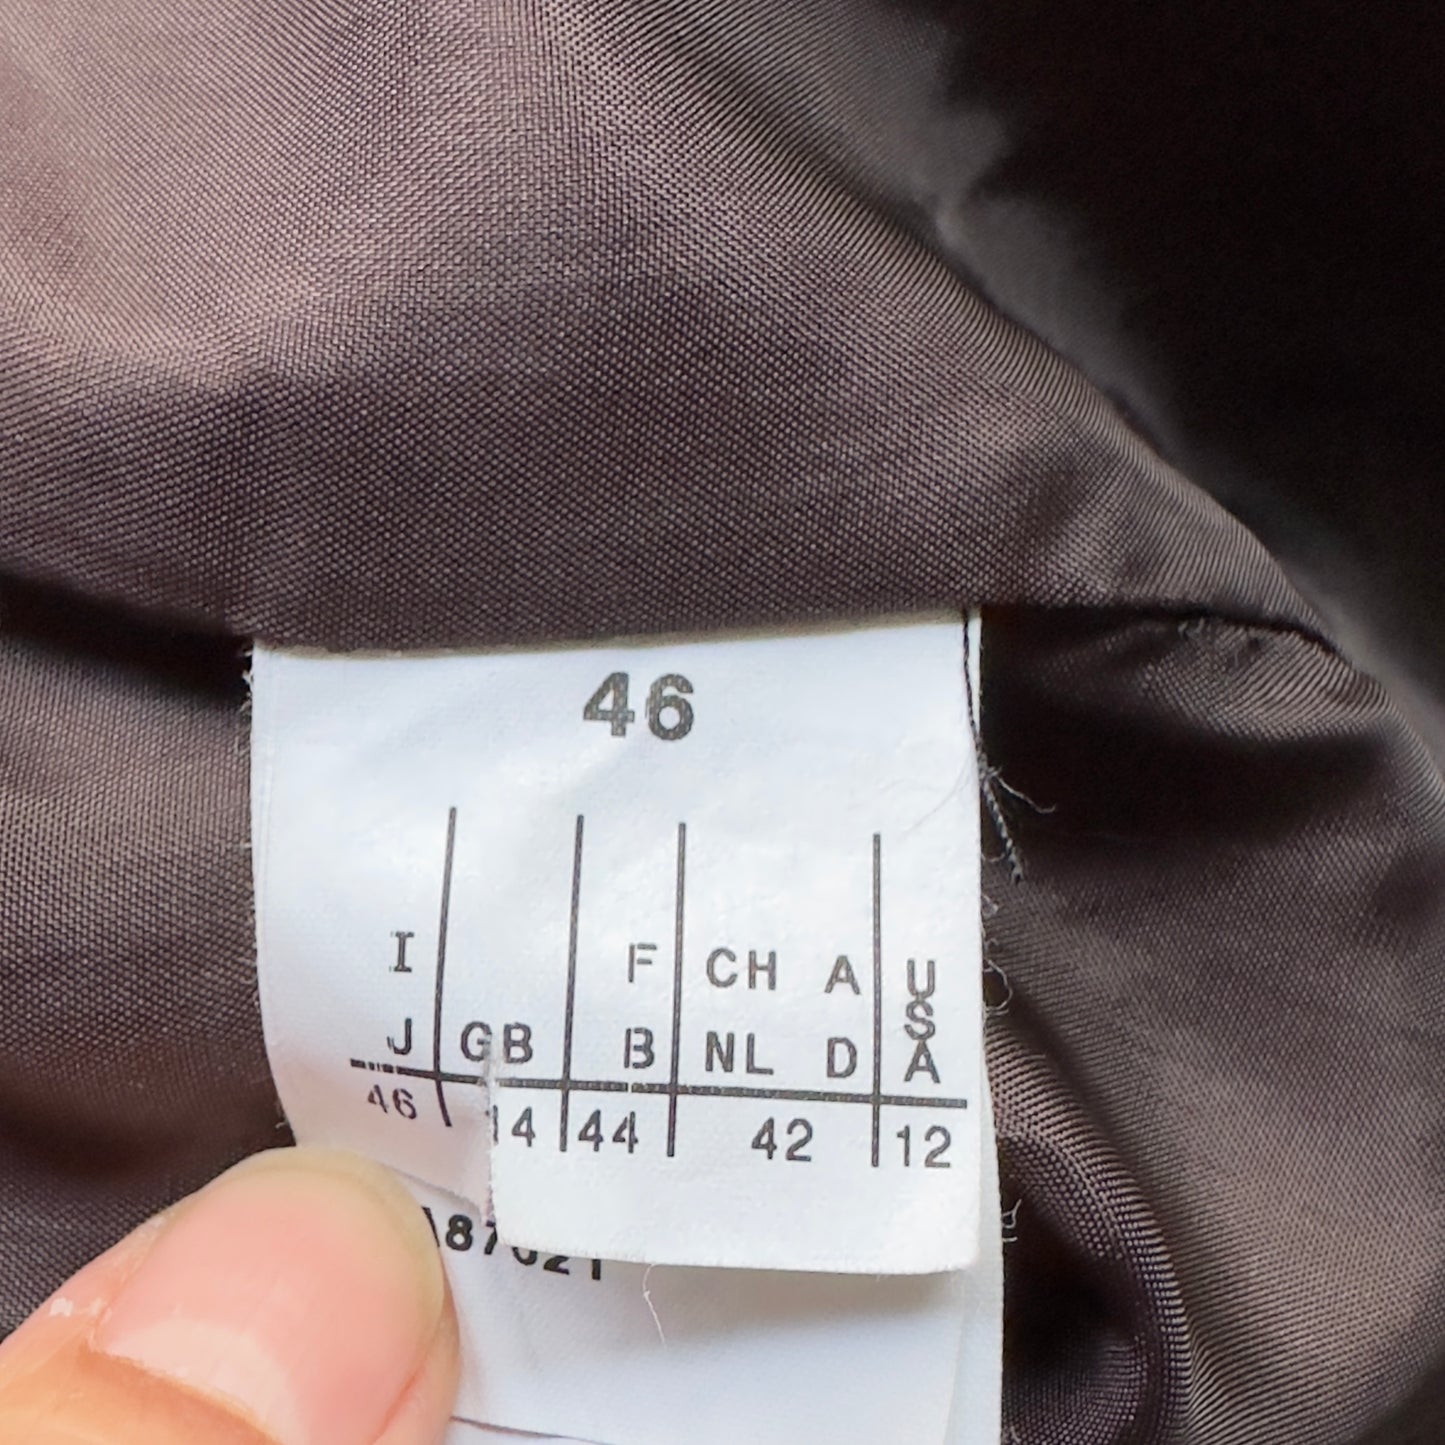 46
I F CH A U
J GB F B NL D S A
46 14 44 42 12